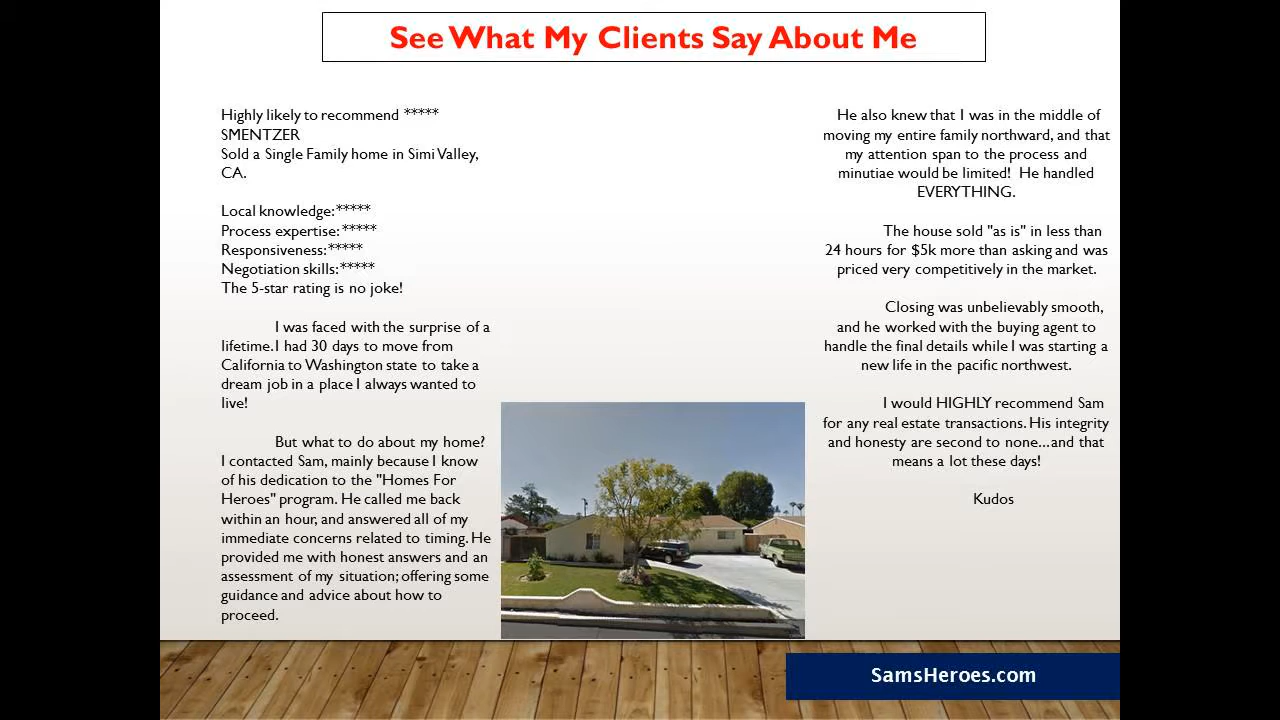 See What My Clients Say About Me
Highly likely to recommend *****
SMENTZER
Sold a Single Family home in Simi Valley,
CA.
Local knowledge:*****
Process expertise:*****
Responsiveness:*****
Negotiation skills:*****
The 5-star rating is no joke!
I was faced with the surprise of a
lifetime. I had 30 days to move from
California to Washington state to take a
dream job in a place I always wanted to
live!
But what to do about my home?
I contacted Sam, mainly because I know
of his dedication to the "Homes For
Heroes" program. He called me back
within an hour, and answered all of my
immediate concerns related to timing. He
provided me with honest answers and an
assessment of my situation; offering some
guidance and advice about how to
proceed.
He also knew that I was in the middle of
moving my entire family northward, and that
my attention span to the process and
minutiae would be limited! He handled
EVERYTHING.
The house sold "as is" in less than
24 hours for $5k more than asking and was
priced very competitively in the market.
Closing was unbelievably smooth,
and he worked with the buying agent to
handle the final details while I was starting a
new life in the pacific northwest.
I would HIGHLY recommend Sam
for any real estate transactions. His integrity
and honesty are second to none...and that
means a lot these days!
Kudos
SamsHeroes.com